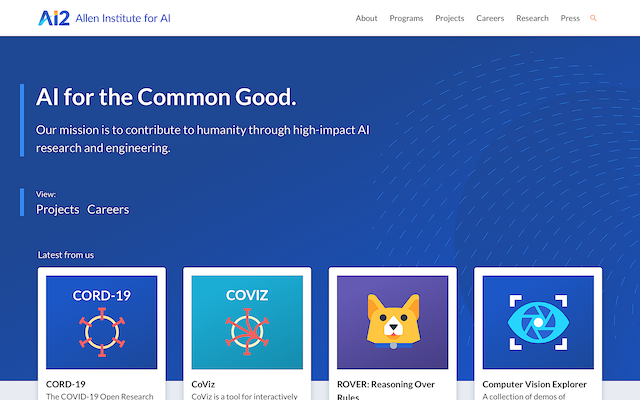 Ai2 Allen Institute for AI
About Programs Projects Careers Research Press
AI for the Common Good.
Our mission is to contribute to humanity through high-impact AI
research and engineering.
View:
Projects Careers
Latest from us
CORD-19
COVIZ
CORD-19
The COVID-19 Open Research
CoViz
CoViz is a tool for interactively
ROVER: Reasoning Over
Rules
Computer Vision Explorer
A collection of demos of